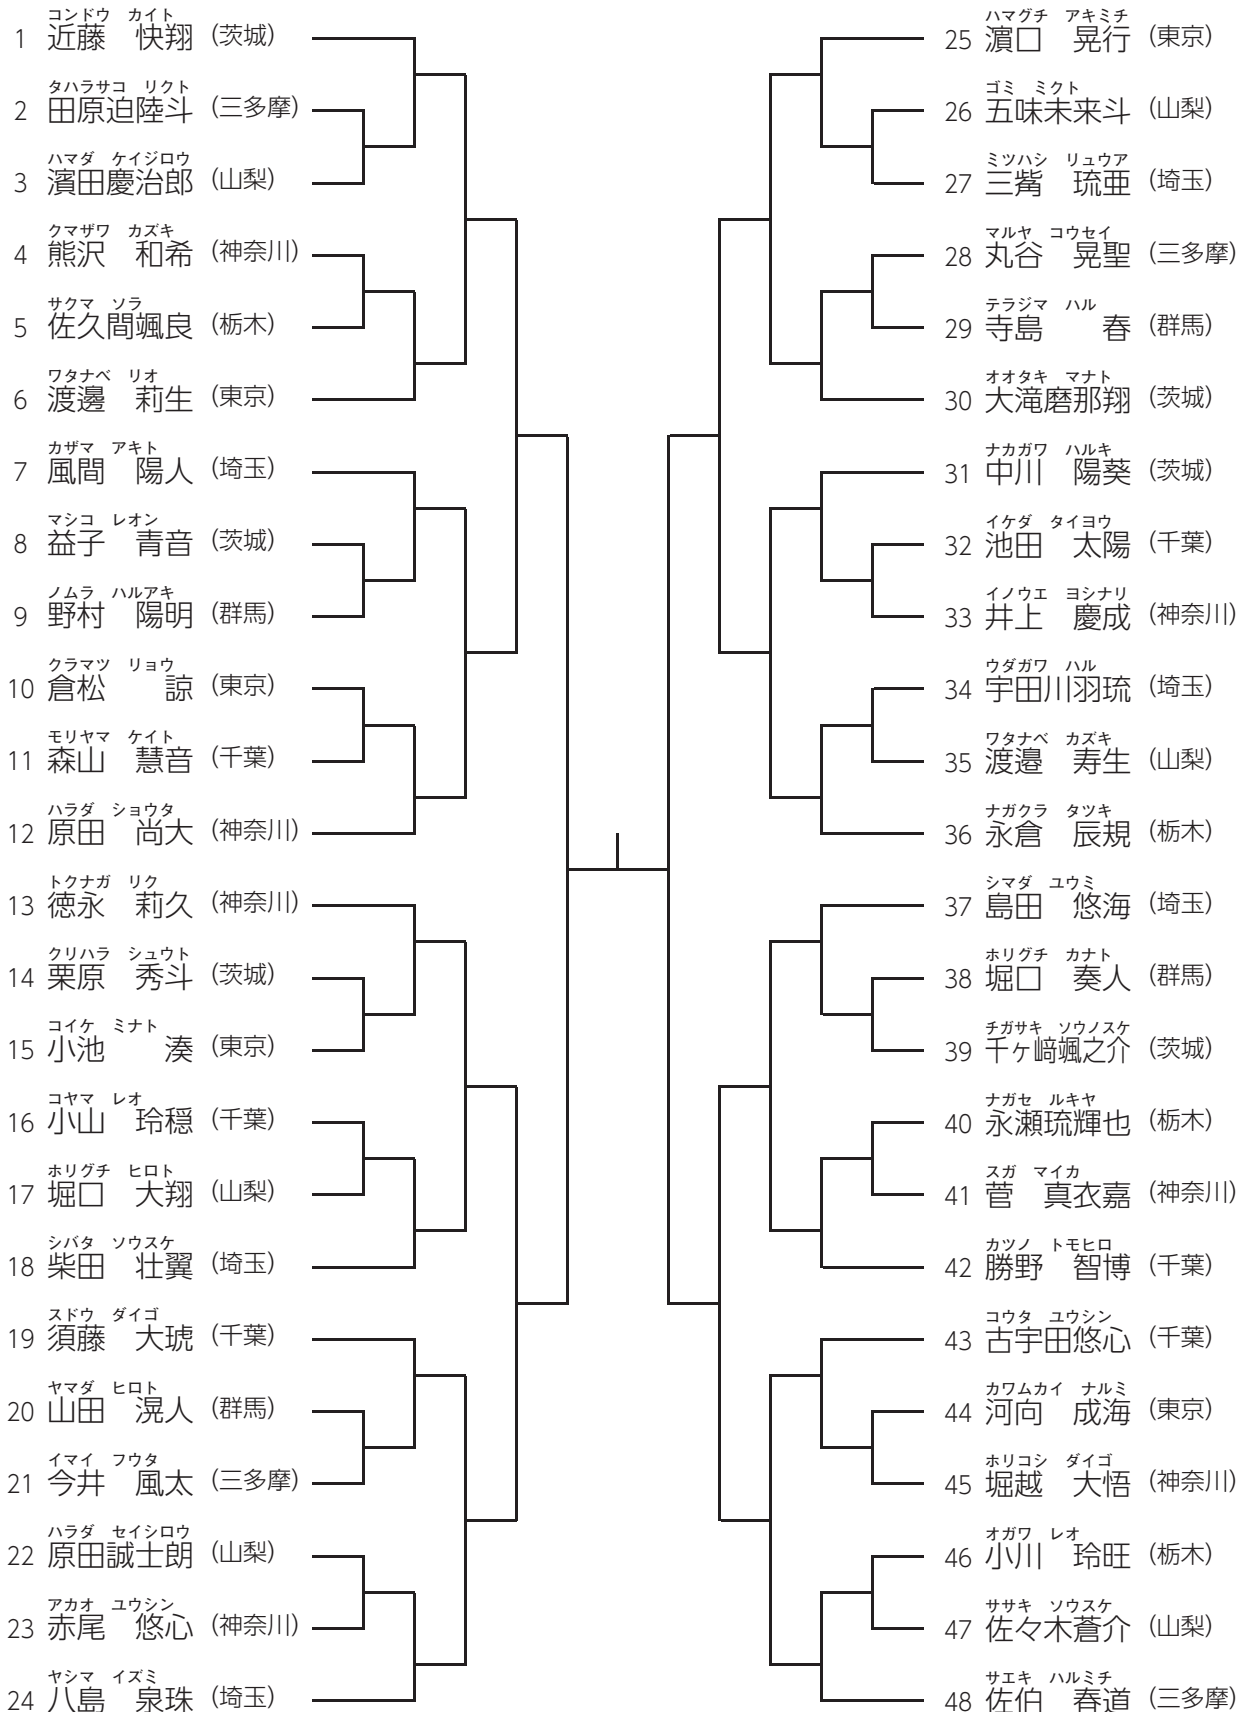 コンドウ　カイト
1 近藤　快翔 (茨城)
タハラサコ　リクト
2 田原迫陸斗 (三多摩)
ハマダ　ケイジロウ
3 濱田慶治郎 (山梨)
クマザワ　カズキ
4 熊沢　和希 (神奈川)
サクマ　ソラ
5 佐久間颯良 (栃木)
ワタナベ　リオ
6 渡邊　莉生 (東京)
カザマ　アキト
7 風間　陽人 (埼玉)
マシコ　レオン
8 益子　青音 (茨城)
ノムラ　ハルアキ
9 野村　陽明 (群馬)
クラマツ　リョウ
10 倉松　　諒 (東京)
モリヤマ　ケイト
11 森山　慧音 (千葉)
ハラダ　ショウタ
12 原田　尚大 (神奈川)
トクナガ　リク
13 徳永　莉久 (神奈川)
クリハラ　シュウト
14 栗原　秀斗 (茨城)
コイケ　ミナト
15 小池　　湊 (東京)
コヤマ　レオ
16 小山　玲穏 (千葉)
ホリグチ　ヒロト
17 堀口　大翔 (山梨)
シバタ　ソウスケ
18 柴田　壮翼 (埼玉)
スドウ　ダイゴ
19 須藤　大琥 (千葉)
ヤマダ　ヒロト
20 山田　滉人 (群馬)
イマイ　フウタ
21 今井　風太 (三多摩)
ハラダ　セイシロウ
22 原田誠士朗 (山梨)
アカオ　ユウシン
23 赤尾　悠心 (神奈川)
ヤシマ　イズミ
24 八島　泉珠 (埼玉)
ハマグチ　アキミチ
25 濵口　晃行 (東京)
ゴミ　ミクト
26 五味未来斗 (山梨)
ミツハシ　リュウア
27 三觜　琉亜 (埼玉)
マルヤ　コウセイ
28 丸谷　晃聖 (三多摩)
テラジマ　ハル
29 寺島　　春 (群馬)
オオタキ　マナト
30 大滝磨那翔 (茨城)
ナカガワ　ハルキ
31 中川　陽葵 (茨城)
イケダ　タイヨウ
32 池田　太陽 (千葉)
イノウエ　ヨシナリ
33 井上　慶成 (神奈川)
ウダガワ　ハル
34 宇田川羽琉 (埼玉)
ワタナベ　カズキ
35 渡邉　寿生 (山梨)
ナガクラ　タツキ
36 永倉　辰規 (栃木)
シマダ　ユウミ
37 島田　悠海 (埼玉)
ホリグチ　カナト
38 堀口　奏人 (群馬)
チガサキ　ソウノスケ
39 千ヶ﨑颯之介 (茨城)
ナガセ　ルキヤ
40 永瀬琉輝也 (栃木)
スガ　マイカ
41 菅　真衣嘉 (神奈川)
カツノ　トモヒロ
42 勝野　智博 (千葉)
コウタ　ユウシン
43 古宇田悠心 (千葉)
カワムカイ　ナルミ
44 河向　成海 (東京)
ホリコシ　ダイゴ
45 堀越　大悟 (神奈川)
オガワ　レオ
46 小川　玲旺 (栃木)
ササキ　ソウスケ
47 佐々木蒼介 (山梨)
サエキ　ハルミチ
48 佐伯　春道 (三多摩)